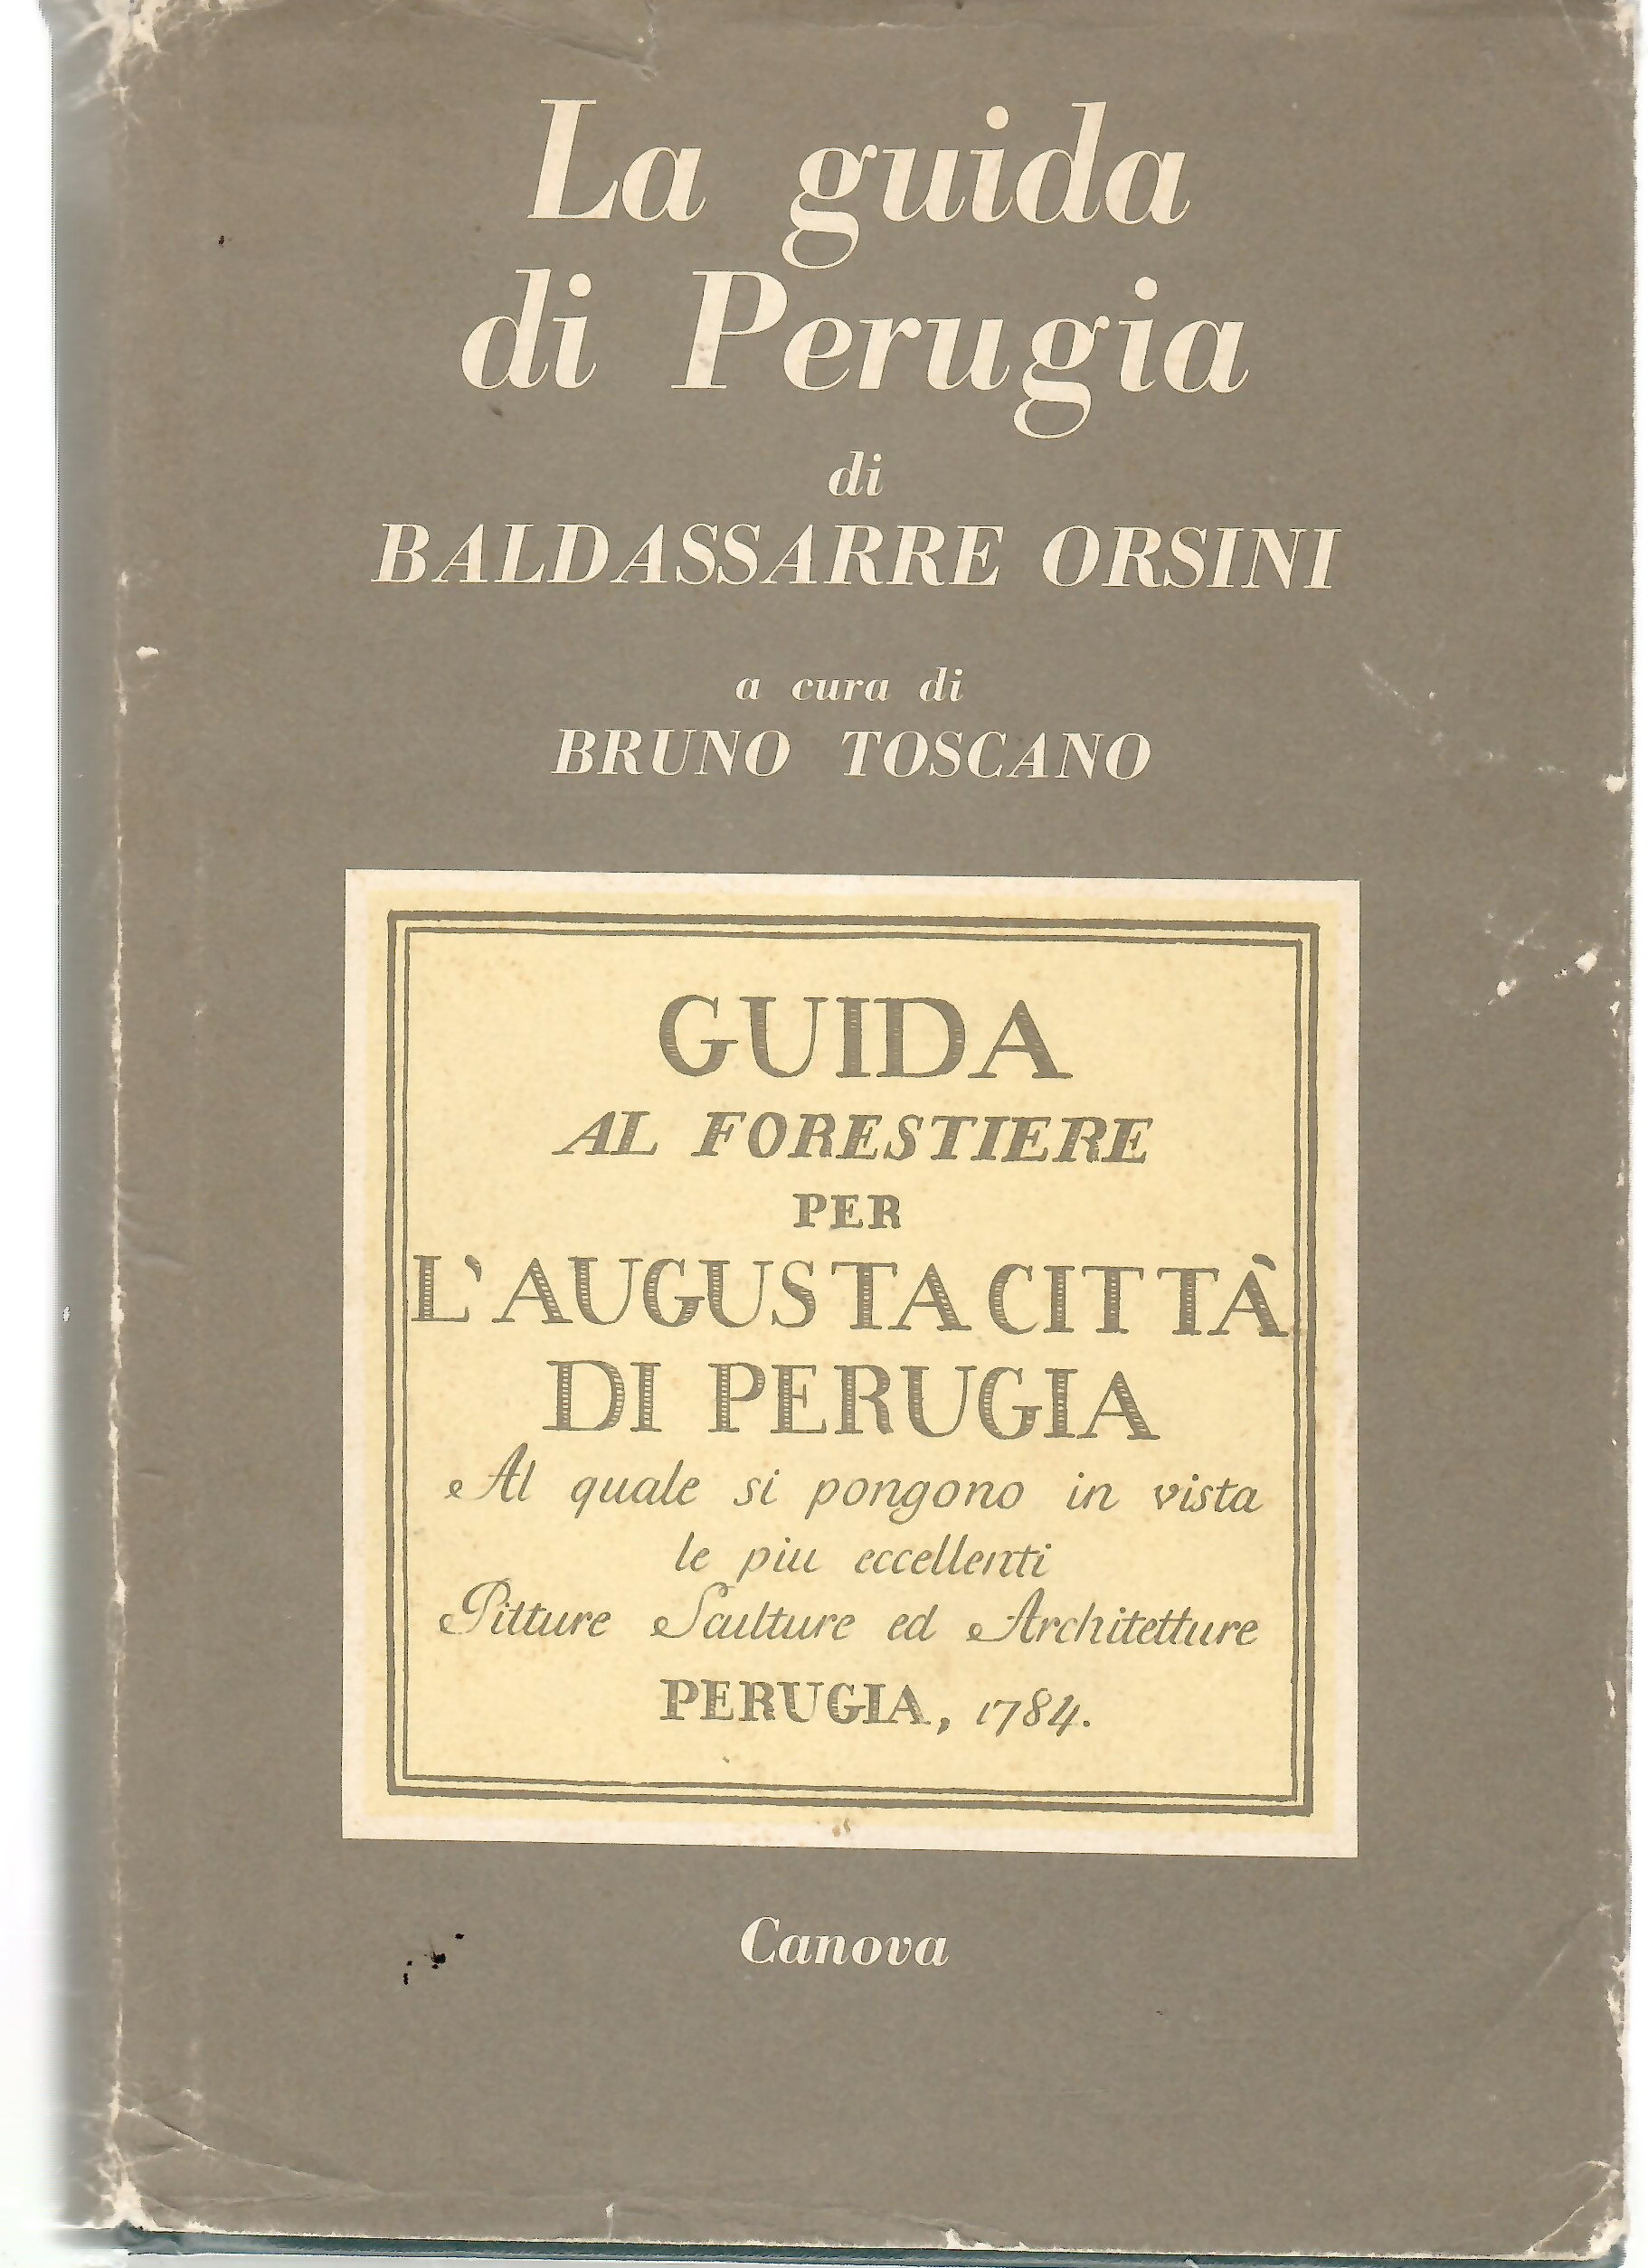 La guida
di Perugia
di
BALDASSARRE ORSINI
a cura di
BRUNO TOSCANO
GUIDA
AL FORESTIERE
PER
L'AUGUSTA CITTÀ
DI PERUGIA
Al quale si pongono in vista
le piu eccellenti
Pitture Sculture ed Architetture
PERUGIA, 1784.
Canova